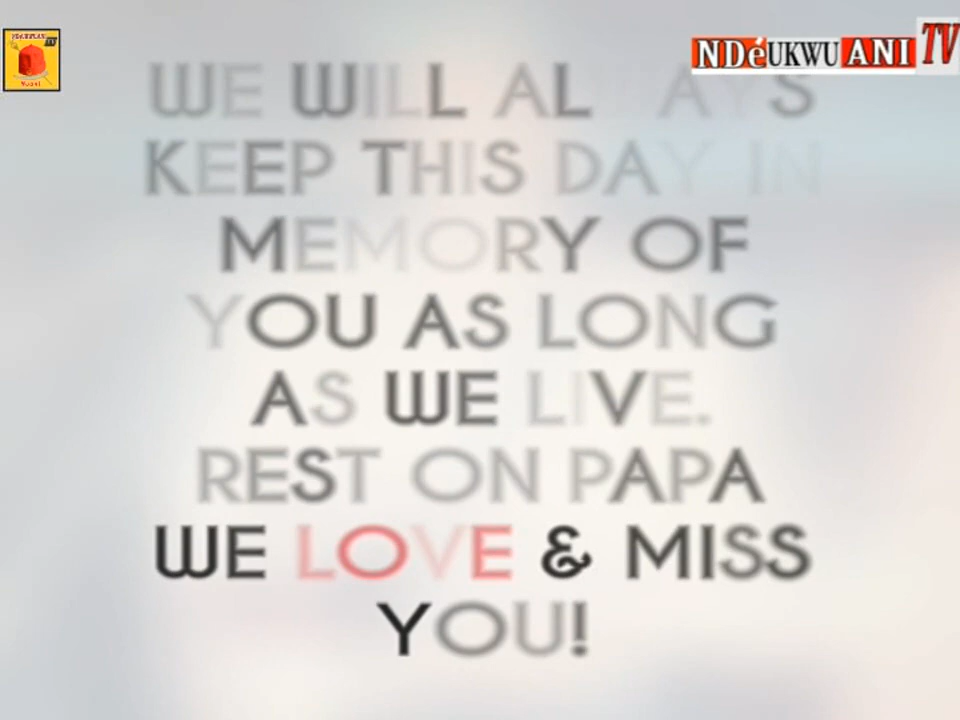 NDéUKWU ANI TV
WE WILL ALWAYS
KEEP THIS DAY IN
MEMORY OF
YOU AS LONG
AS WE LIVE.
REST ON PAPA
WE LOVE & MISS
YOU!